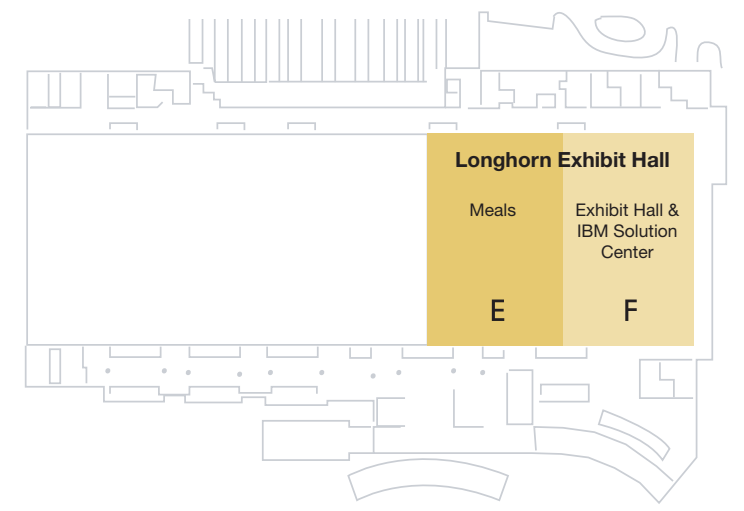 Longhorn Exhibit Hall
Meals
Exhibit Hall &
IBM Solution
Center
E
F